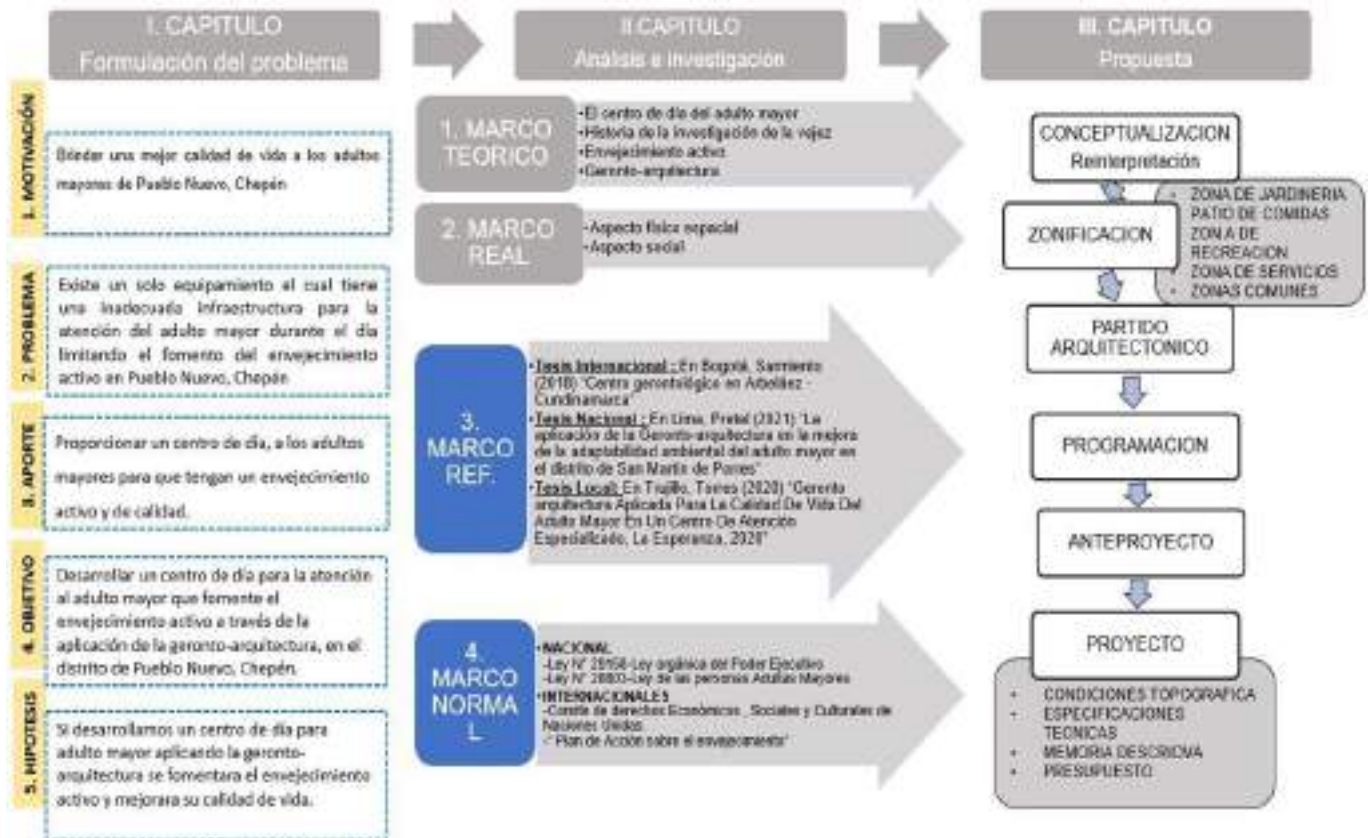 I. CAPITULO
Formulación del problema
II.CAPITULO
Análisis e investigación
III. CAPITULO
Propuesta
1. MOTIVACIÓN
Brindar una mejor calidad de vida a los adultos
mayores de Pueblo Nuevo, Chepén
2. PROBLEMA
Existe un solo equipamiento el cual tiene
una inadecuada infraestructura para la
atención del adulto mayor durante el día
limitando el fomento del envejecimiento
activo en Pueblo Nuevo, Chepén
3. APORTE
Proporcionar un centro de día, a los adultos
mayores para que tengan un envejecimiento
activo y de calidad.
4. OBJETIVO
Desarrollar un centro de día para la atención
al adulto mayor que fomente el
envejecimiento activo a través de la
aplicación de la geronto-arquitectura, en el
distrito de Pueblo Nuevo, Chepén.
5. HIPOTESIS
Si desarrollamos un centro de día para
adulto mayor aplicando la geronto-
arquitectura se fomentara el envejecimiento
activo y mejorara su calidad de vida.
1. MARCO
TEORICO
•El centro de día del adulto mayor
•Historia de la investigación de la vejez
•Envejecimiento activo
•Geronto-arquitectura
2. MARCO
REAL
-Aspecto física espacial
-Aspecto social
3.
MARCO
REF.
•Tesis Internacional : En Bogotá, Sarmiento
(2018) "Centro gerontológico en Arbeláez -
Cundinamarca"
•Tesis Nacional : En Lima, Pretel (2021) "La
aplicación de la Geronto-arquitectura en la mejora
de la adaptabilidad ambiental del adulto mayor en
el distrito de San Martin de Porres"
•Tesis Local: En Trujillo, Torres (2020) "Geronto
arquitectura Aplicada Para La Calidad De Vida Del
Adulto Mayor En Un Centro De Atención
Especializado, La Esperanza, 2020"
4.
MARCO
NORMA
L
•NACIONAL
-Ley N° 29158-Ley orgánica del Poder Ejecutivo
-Ley N° 28803-Ley de las personas Adultas Mayores
•INTERNACIONALES
-Comité de derechos Económicos , Sociales y Culturales de
Naciones Unidas
-" Plan de Acción sobre el envejecimiento"
CONCEPTUALIZACION
Reinterpretación
ZONIFICACION
• ZONA DE JARDINERIA
PATIO DE COMIDAS
ZONA DE
RECREACION
• ZONA DE SERVICIOS
• ZONAS COMUNES
PARTIDO
ARQUITECTONICO
PROGRAMACION
ANTEPROYECTO
PROYECTO
• CONDICIONES TOPOGRAFICA
• ESPECIFICACIONES
TECNICAS
• MEMORIA DESCRICVA
• PRESUPUESTO